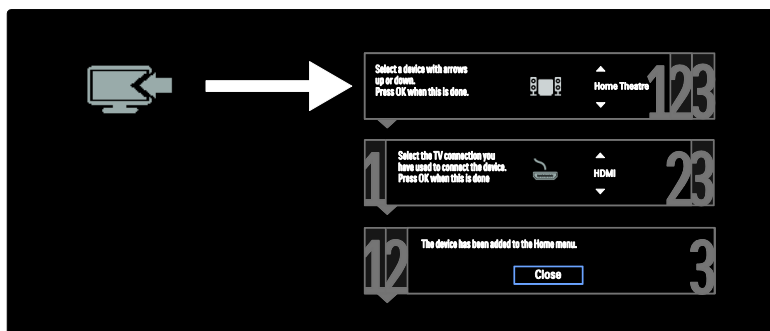 Select a device with arrows
up or down.
Press OK when this is done.
Home Theatre
123
1
Select the TV connection you
have used to connect the device.
Press OK when this is done
HDMI
23
12
The device has been added to the Home menu.
Close
3